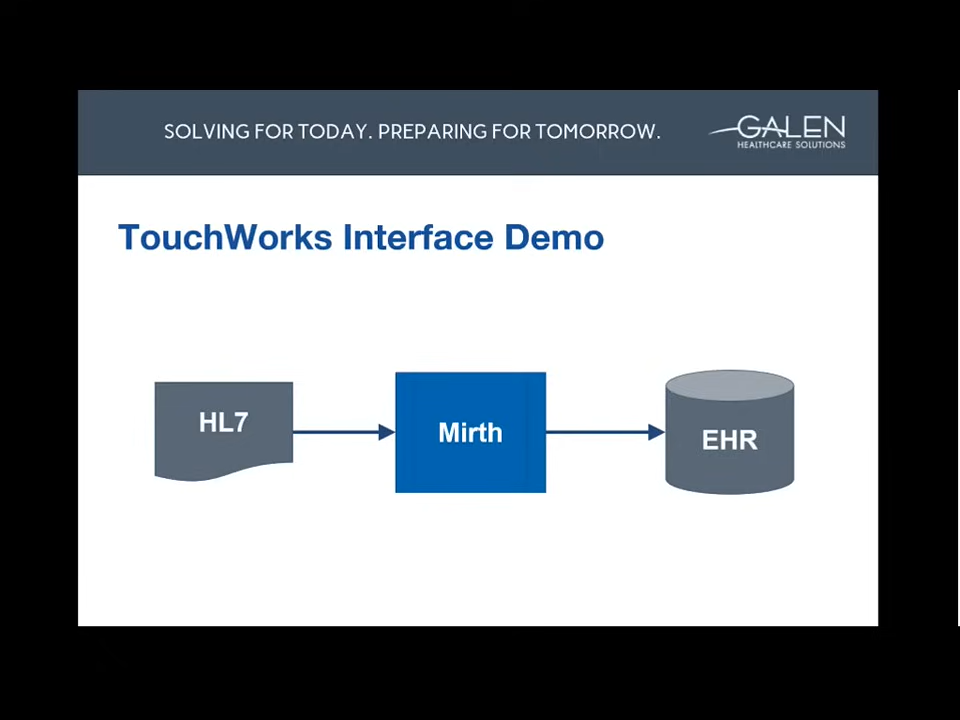 SOLVING FOR TODAY. PREPARING FOR TOMORROW.
GALEN
HEALTHCARE SOLUTIONS
TouchWorks Interface Demo
HL7
Mirth
EHR